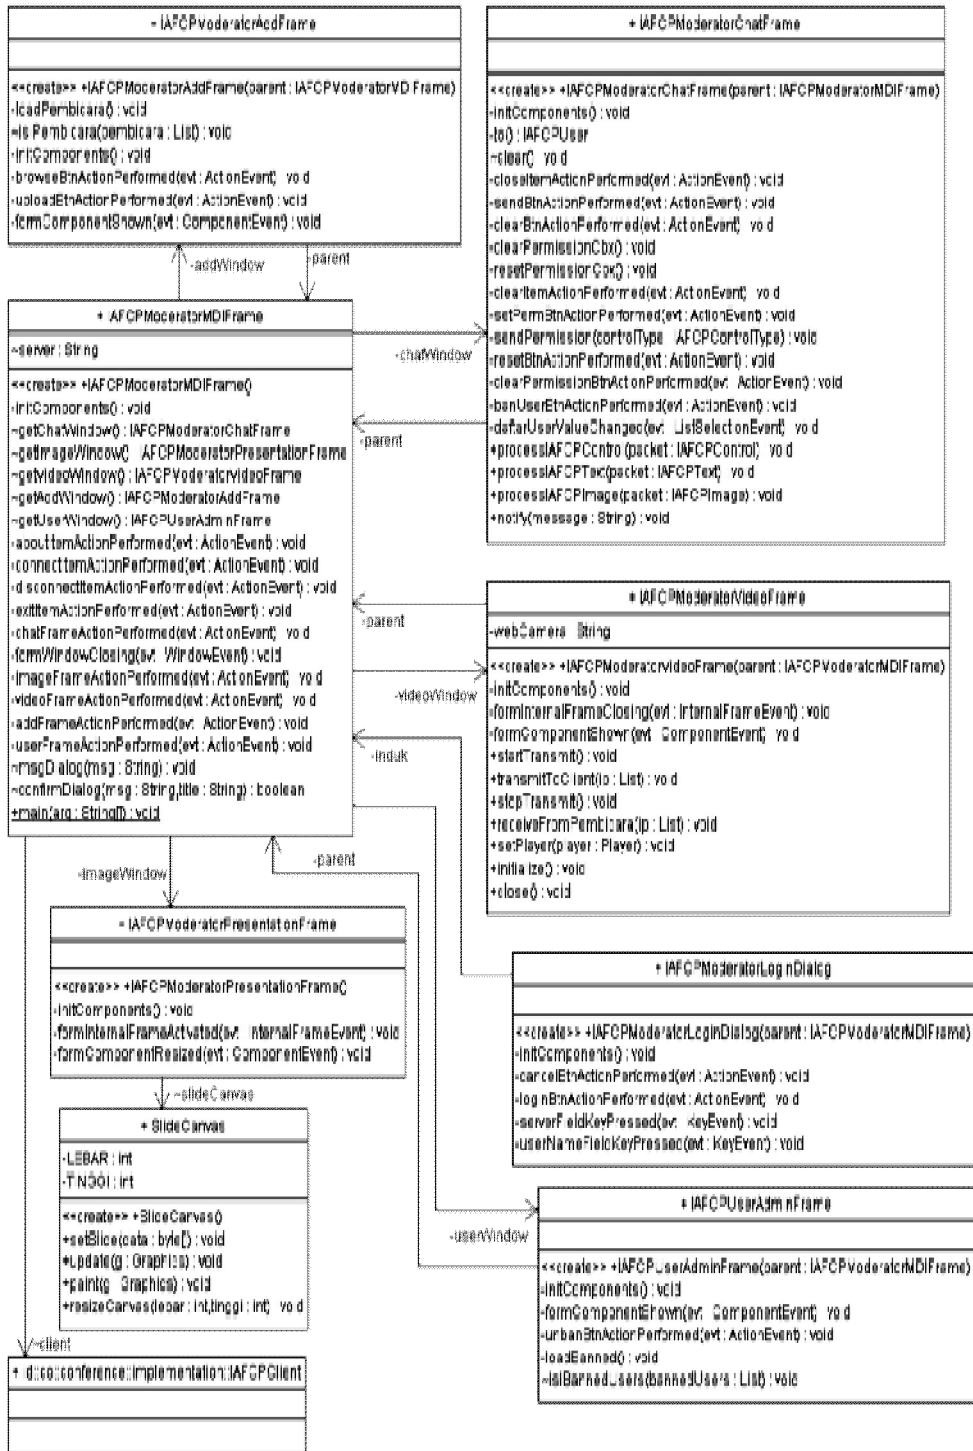 + IAFCPModeratorAddFrame
<<create>> +IAFCPModeratorAddFrame(parent : IAFCPModeratorMDIFrame)
-loadPembicara() : void
~isiPembicara(pembicara : List) : void
-initComponents() : void
-browseBtnActionPerformed(evt : ActionEvent) : void
-uploadBtnActionPerformed(evt : ActionEvent) : void
-formComponentShown(evt : ComponentEvent) : void
-addWindow
-parent
+ IAFCPModeratorChatFrame
<<create>> +IAFCPModeratorChatFrame(parent : IAFCPModeratorMDIFrame)
-initComponents() : void
-to() : IAFCPUser
~clear() : void
-closeItemActionPerformed(evt : ActionEvent) : void
-sendBtnActionPerformed(evt : ActionEvent) : void
-clearBtnActionPerformed(evt : ActionEvent) : void
-clearPermissionCbx() : void
-resetPermissionCbx() : void
-clearItemActionPerformed(evt : ActionEvent) : void
-setPermBtnActionPerformed(evt : ActionEvent) : void
-sendPermission(controlType : IAFCPControlType) : void
-resetBtnActionPerformed(evt : ActionEvent) : void
-clearPermissionBtnActionPerformed(evt : ActionEvent) : void
-banUserBtnActionPerformed(evt : ActionEvent) : void
-daftarUserValueChanged(evt : ListSelectionEvent) : void
+processIAFCPControl(packet : IAFCPControl) : void
+processIAFCPText(packet : IAFCPText) : void
+processIAFCPImage(packet : IAFCPImage) : void
+notify(message : String) : void
-chatWindow
-parent
+ IAFCPModeratorMDIFrame
~server : String
<<create>> +IAFCPModeratorMDIFrame()
-initComponents() : void
~getChatWindow() : IAFCPModeratorChatFrame
~getImageWindow() : IAFCPModeratorPresentationFrame
~getVideoWindow() : IAFCPModeratorVideoFrame
~getAddWindow() : IAFCPModeratorAddFrame
~getUserWindow() : IAFCPUserAdminFrame
-aboutItemActionPerformed(evt : ActionEvent) : void
-connectItemActionPerformed(evt : ActionEvent) : void
-disconnectItemActionPerformed(evt : ActionEvent) : void
-exitItemActionPerformed(evt : ActionEvent) : void
-chatFrameActionPerformed(evt : ActionEvent) : void
-formWindowClosing(evt : WindowEvent) : void
-imageFrameActionPerformed(evt : ActionEvent) : void
-videoFrameActionPerformed(evt : ActionEvent) : void
-addFrameActionPerformed(evt : ActionEvent) : void
-userFrameActionPerformed(evt : ActionEvent) : void
~msgDialog(msg : String) : void
~confirmDialog(msg : String,title : String) : boolean
+main(arg : String[]) : void
-parent
-videoWindow
-induk
-parent
-imageWindow
+ IAFCPModeratorVideoFrame
-webCamera : String
<<create>> +IAFCPModeratorVideoFrame(parent : IAFCPModeratorMDIFrame)
-initComponents() : void
-formInternalFrameClosing(evt : InternalFrameEvent) : void
-formComponentShown(evt : ComponentEvent) : void
+startTransmit() : void
+transmitToClient(ip : List) : void
+stopTransmit() : void
+receiveFromPembicara(ip : List) : void
+setPlayer(player : Player) : void
+initialize() : void
+close() : void
+ IAFCPModeratorPresentationFrame
<<create>> +IAFCPModeratorPresentationFrame()
-initComponents() : void
-formInternalFrameActivated(evt : InternalFrameEvent) : void
-formComponentResized(evt : ComponentEvent) : void
~slideCanvas
+ IAFCPModeratorLoginDialog
<<create>> +IAFCPModeratorLoginDialog(parent : IAFCPModeratorMDIFrame)
-initComponents() : void
-cancelBtnActionPerformed(evt : ActionEvent) : void
-loginBtnActionPerformed(evt : ActionEvent) : void
-serverFieldKeyPressed(evt : KeyEvent) : void
-userNameFieldKeyPressed(evt : KeyEvent) : void
+ SlideCanvas
-LEBAR : int
-TINGGI : int
<<create>> +SlideCanvas()
+setSlice(data : byte[]) : void
+update(g : Graphics) : void
+paint(g : Graphics) : void
+resizeCanvas(lebar : int,tinggi : int) : void
-userWindow
+ IAFCPUserAdminFrame
<<create>> +IAFCPUserAdminFrame(parent : IAFCPModeratorMDIFrame)
-initComponents() : void
-formComponentShown(evt : ComponentEvent) : void
-unbanBtnActionPerformed(evt : ActionEvent) : void
-loadBanned() : void
~isiBannedUsers(bannedUsers : List) : void
~client
+ id::co::conference::implementation::IAFCPClient